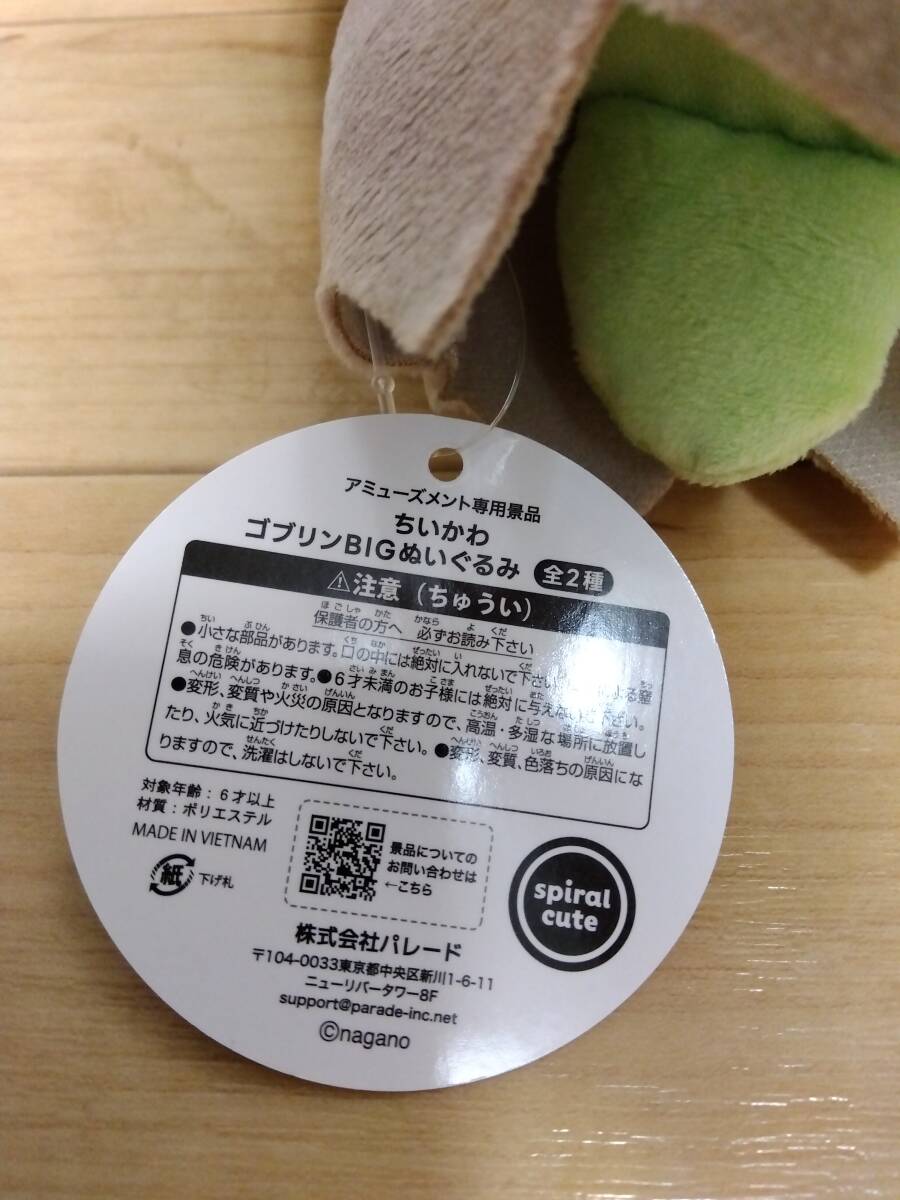 アミューズメント専用景品
ちいかわ
ゴブリンBIGぬいぐるみ 全2種
⚠注意（ちゅうい）
保護者の方へ 必ずお読み下さい
●小さな部品があります。口の中には絶対に入れないで下さい。 による窒
息の危険があります。●6才未満のお子様には絶対に与えないで下さい。
●変形、変質や火災の原因となりますので、高温・多湿な場所に放置し
たり、火気に近づけたりしないで下さい。●変形、変質、色落ちの原因にな
りますので、洗濯はしないで下さい。
対象年齢：6才以上
材質：ポリエステル
MADE IN VIETNAM
紙 下げ札
景品についての
お問い合わせは
←こちら
spiral
cute
株式会社パレード
〒104-0033東京都中央区新川1-6-11
ニューリバータワー8F
support@parade-inc.net
©nagano